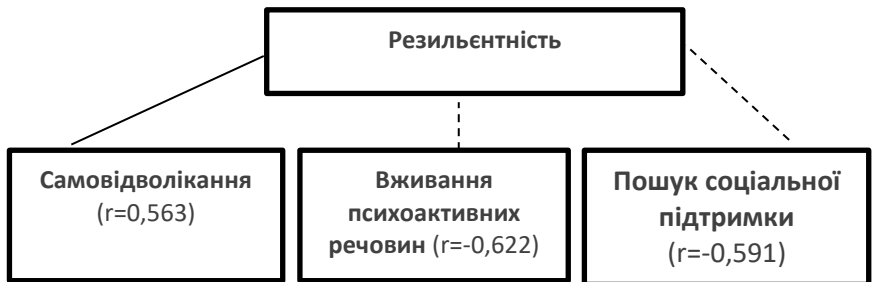 Резильєнтність
Самовідволікання
(r=0,563)
Вживання
психоактивних
речовин (r=-0,622)
Пошук соціальної
підтримки
(r=-0,591)